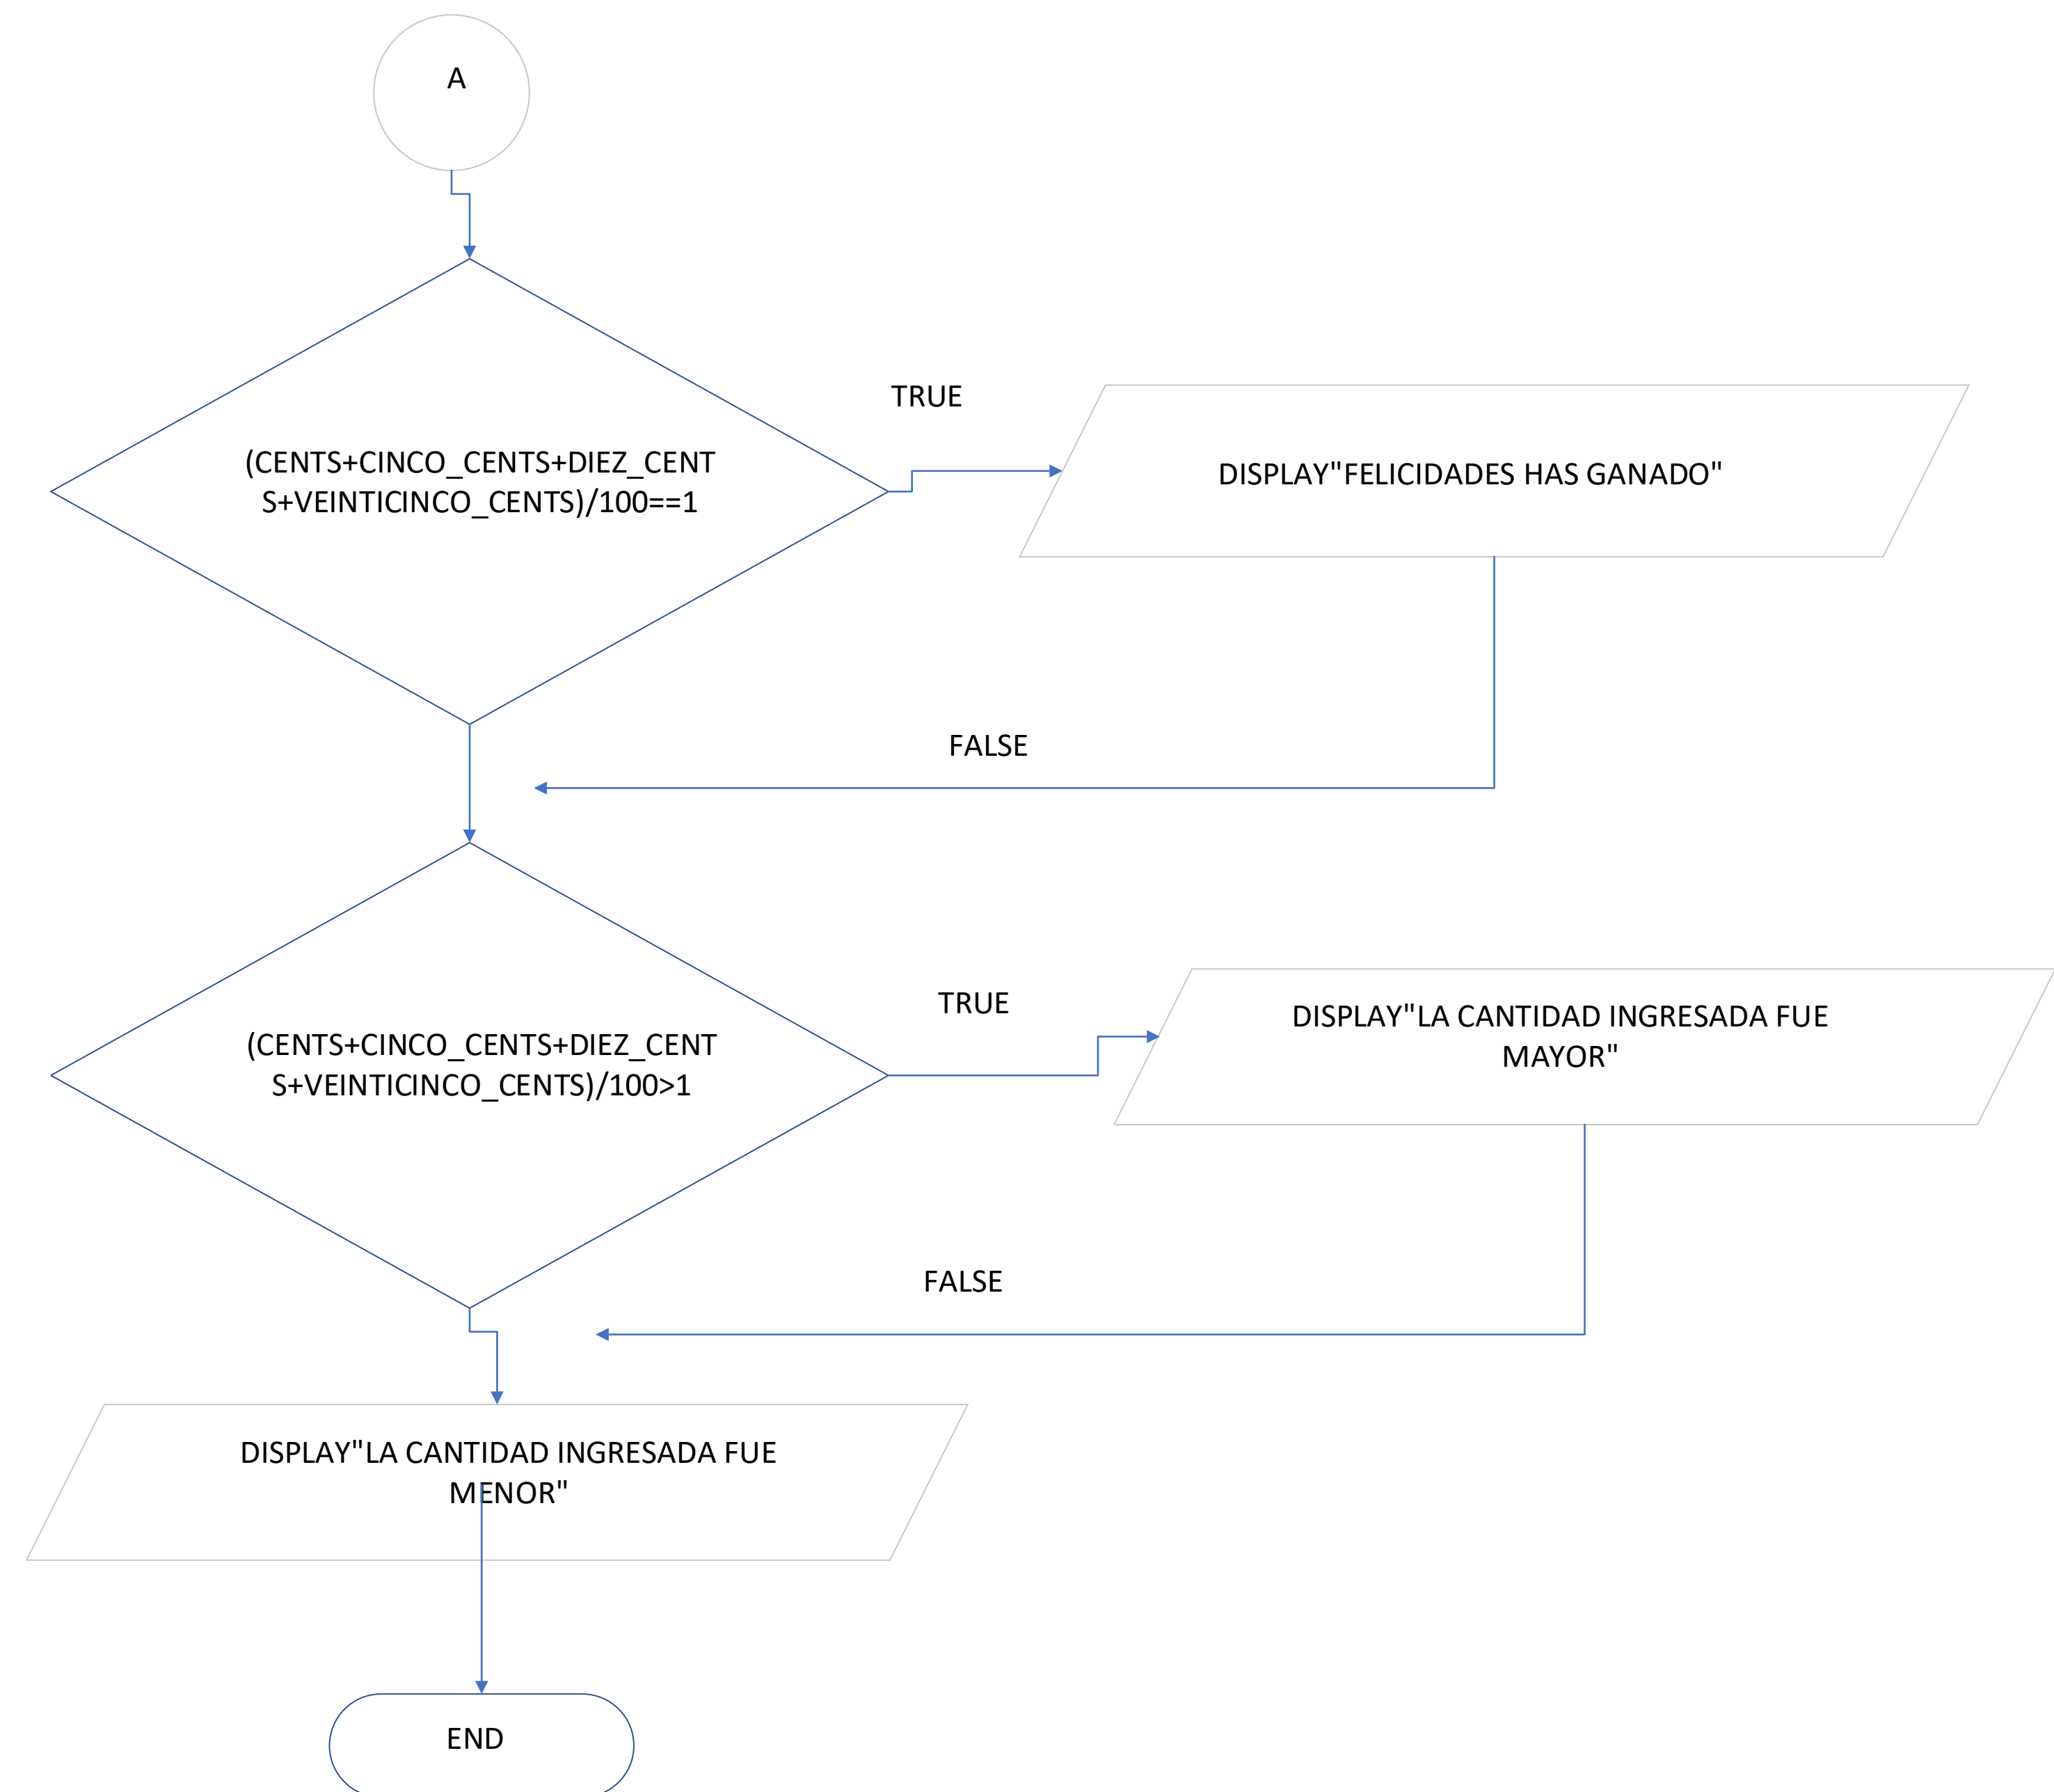 A
TRUE
(CENTS+CINCO_CENTS+DIEZ_CENT
S+VEINTICINCO_CENTS)/100==1
DISPLAY"FELICIDADES HAS GANADO"
FALSE
TRUE
(CENTS+CINCO_CENTS+DIEZ_CENT
S+VEINTICINCO_CENTS)/100>1
DISPLAY"LA CANTIDAD INGRESADA FUE
MAYOR"
FALSE
DISPLAY"LA CANTIDAD INGRESADA FUE
MENOR"
END